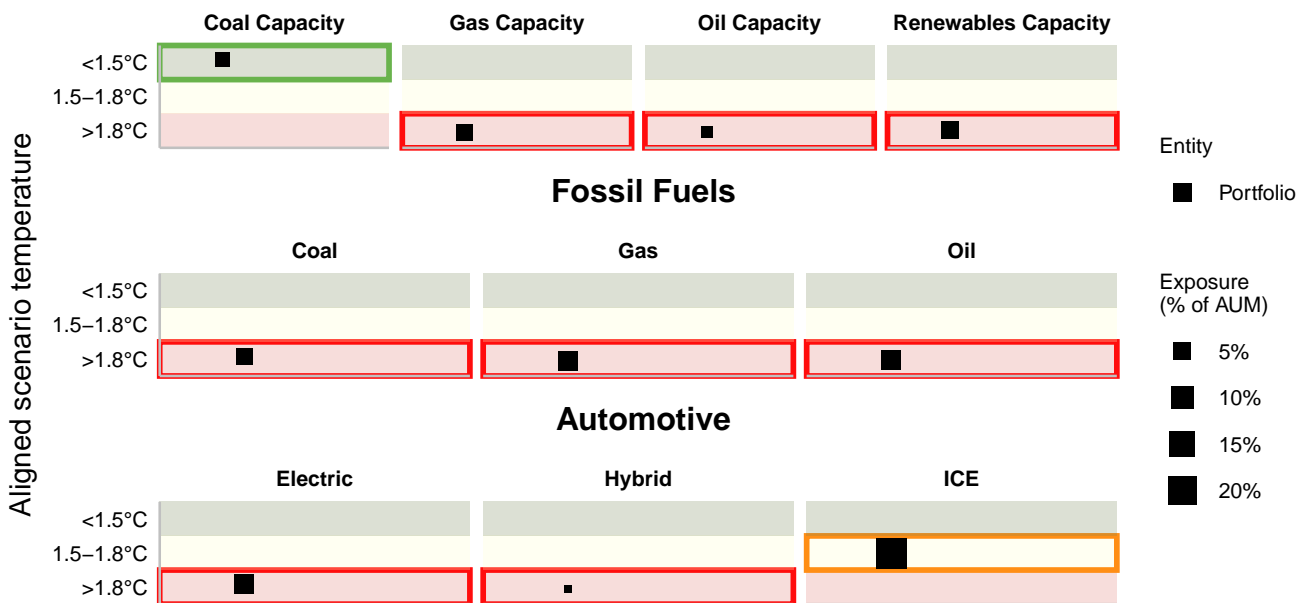 Coal Capacity Gas Capacity Oil Capacity Renewables Capacity
<1.5°C
1.5−1.8°C
>1.8°C
Fossil Fuels
Coal Gas Oil
<1.5°C
1.5−1.8°C
>1.8°C
Automotive
Electric Hybrid ICE
<1.5°C
1.5−1.8°C
>1.8°C
Aligned scenario temperature
Entity
Portfolio
Exposure
(% of AUM)
5%
10%
15%
20%